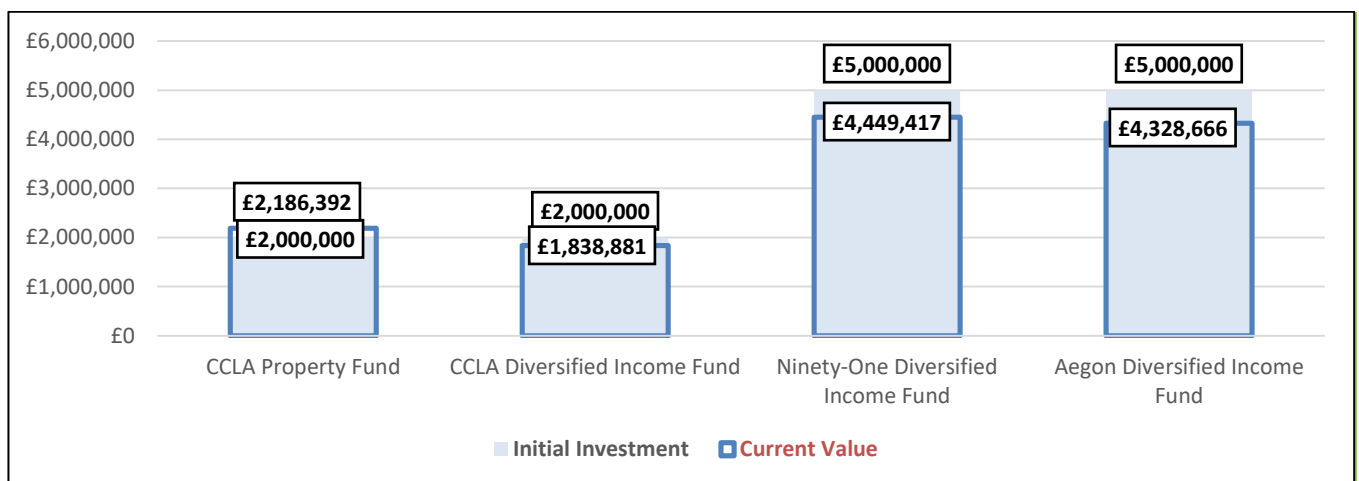 £6,000,000
£5,000,000
£4,000,000
£3,000,000
£2,000,000
£1,000,000
£0
£2,186,392
£2,000,000
£2,000,000
£1,838,881
£5,000,000
£4,449,417
£5,000,000
£4,328,666
CCLA Property Fund
CCLA Diversified Income Fund
Ninety-One Diversified
Income Fund
Aegon Diversified Income
Fund
Initial Investment
Current Value